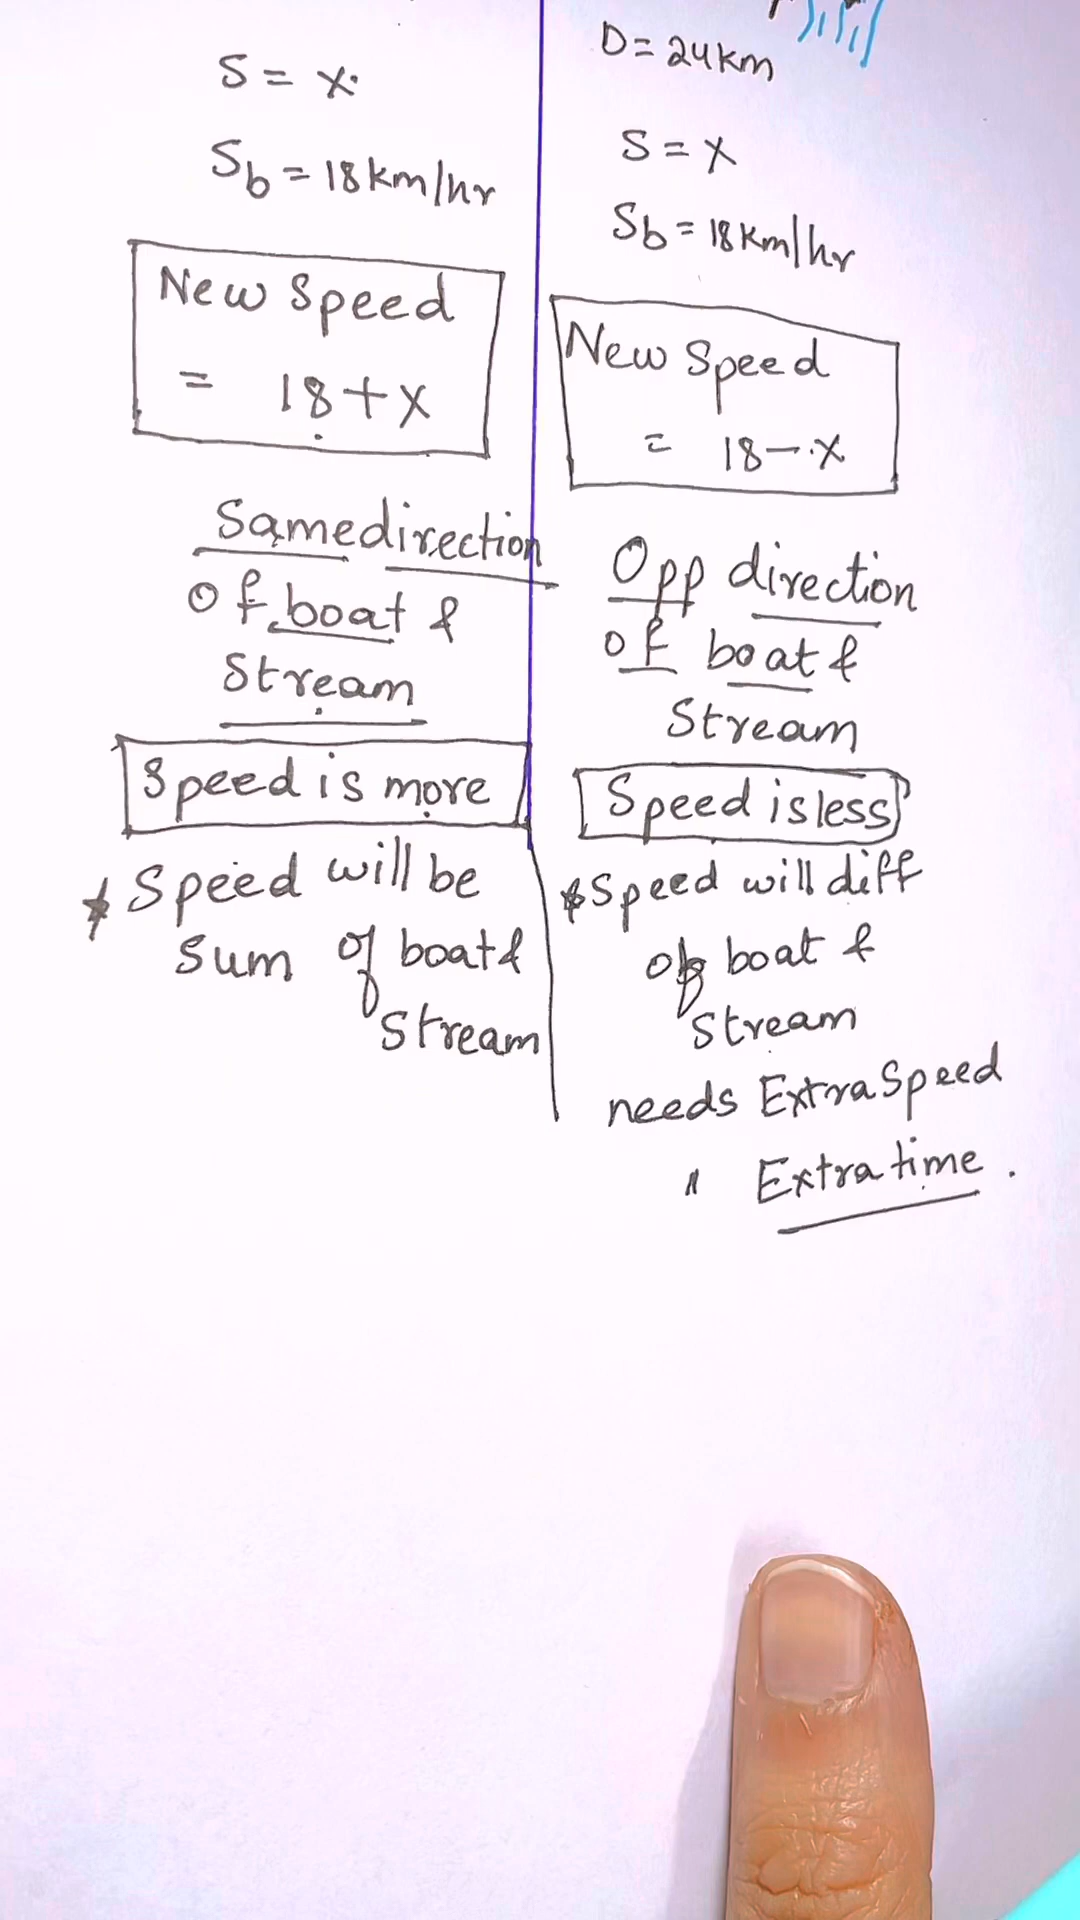 S = x
Sb = 18km/hr
New Speed
= 18+x
Same direction
of boat &
Stream
Speed is more
* Speed will be
sum of boat &
Stream
D = 24km
S = x
Sb = 18km/hr
New Speed
= 18-x
Opp direction
of boat &
Stream
Speed is less
* Speed will diff
of boat &
Stream
needs Extra Speed
" Extra time.